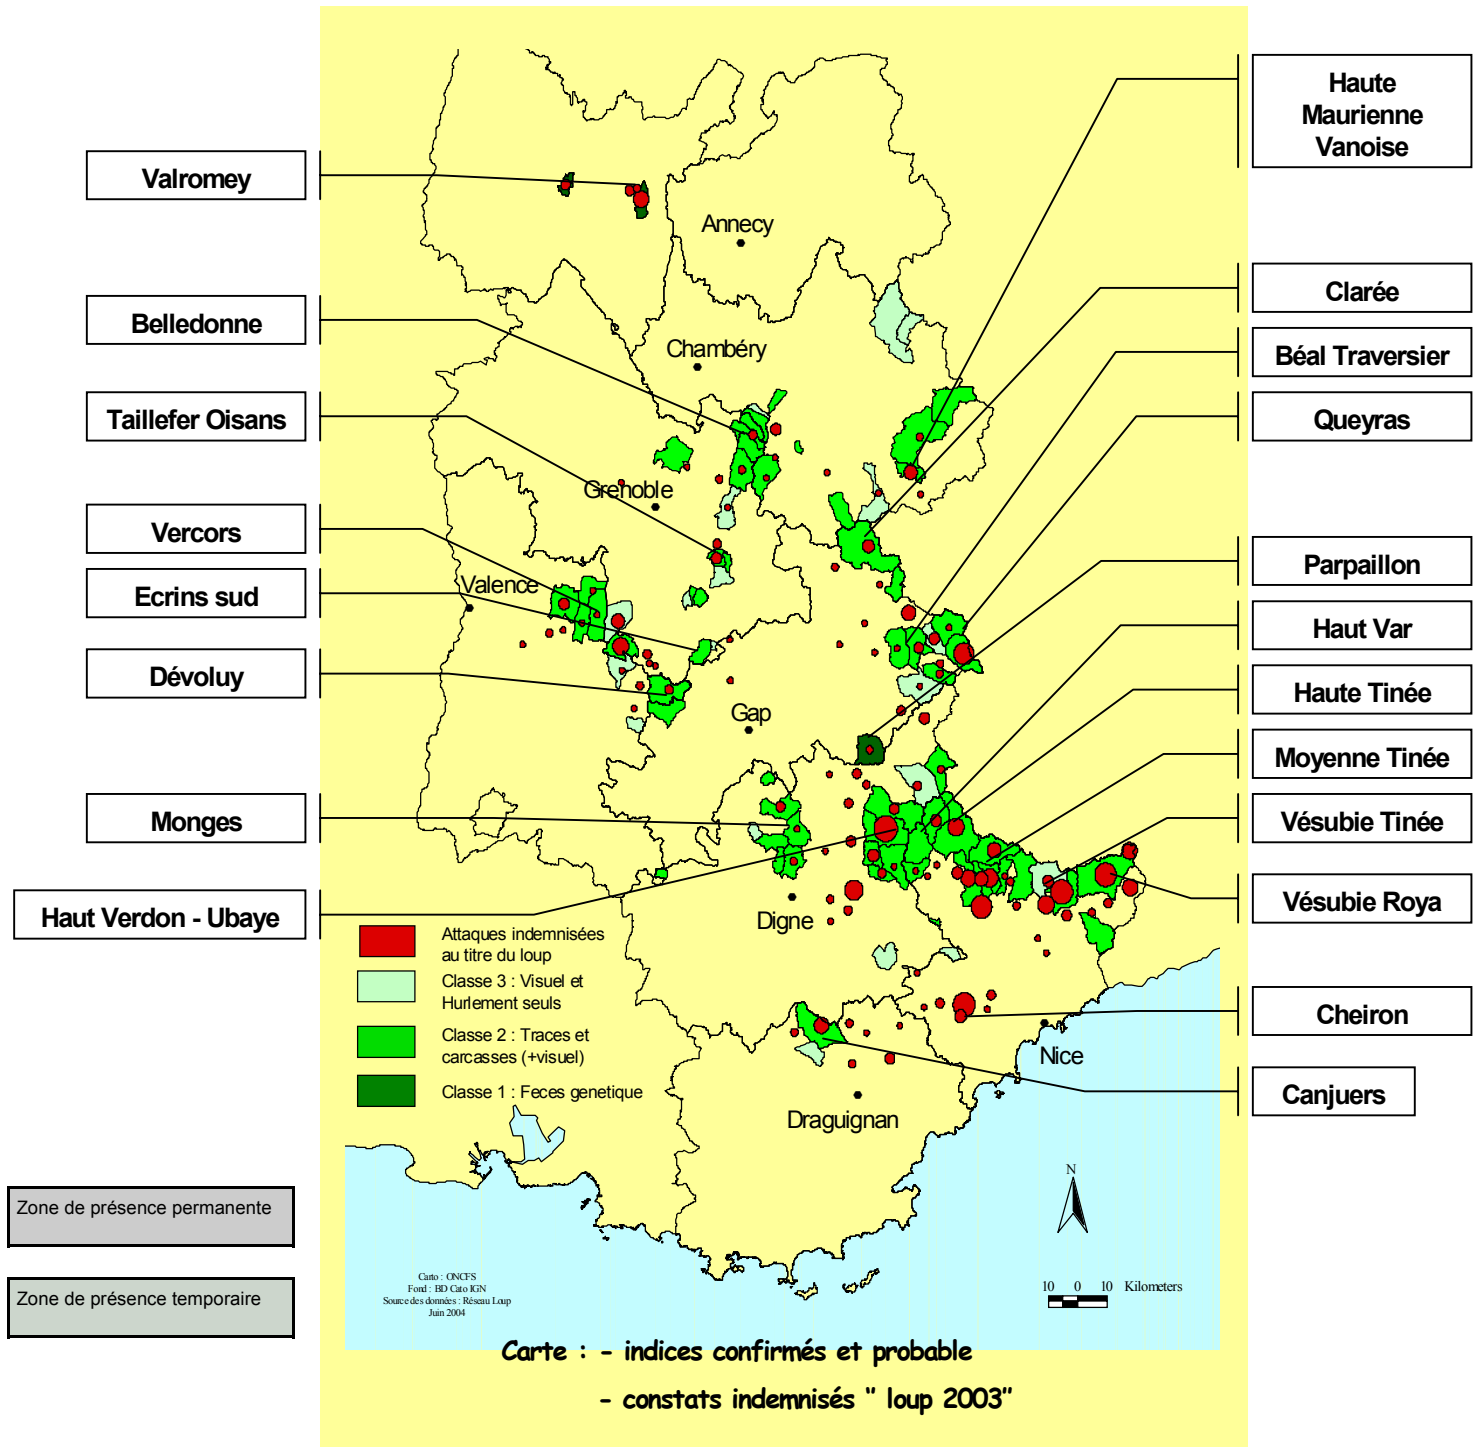 Haute
Maurienne
Vanoise
Valromey
Annecy
Clarée
Belledonne
Béal Traversier
Chambéry
Taillefer Oisans
Queyras
Grenoble
Vercors
Parpaillon
Valence
Ecrins sud
Haut Var
Dévoluy
Haute Tinée
Gap
Moyenne Tinée
Monges
Vésubie Tinée
Vésubie Roya
Haut Verdon - Ubaye
Digne
Attaques indemnisées
au titre du loup
Classe 3 : Visuel et
Hurlement seuls
Cheiron
Classe 2 : Traces et
carcasses (+visuel)
Nice
Classe 1 : Feces genetique
Canjuers
Draguignan
N
Zone de présence permanente
Zone de présence temporaire
Carto : ONCFS
Fond : BD Cato IGN
Source des données : Réseau Loup
Juin 2004
10 0 10 Kilometers
Carte : - indices confirmés et probable
- constats indemnisés " loup 2003"